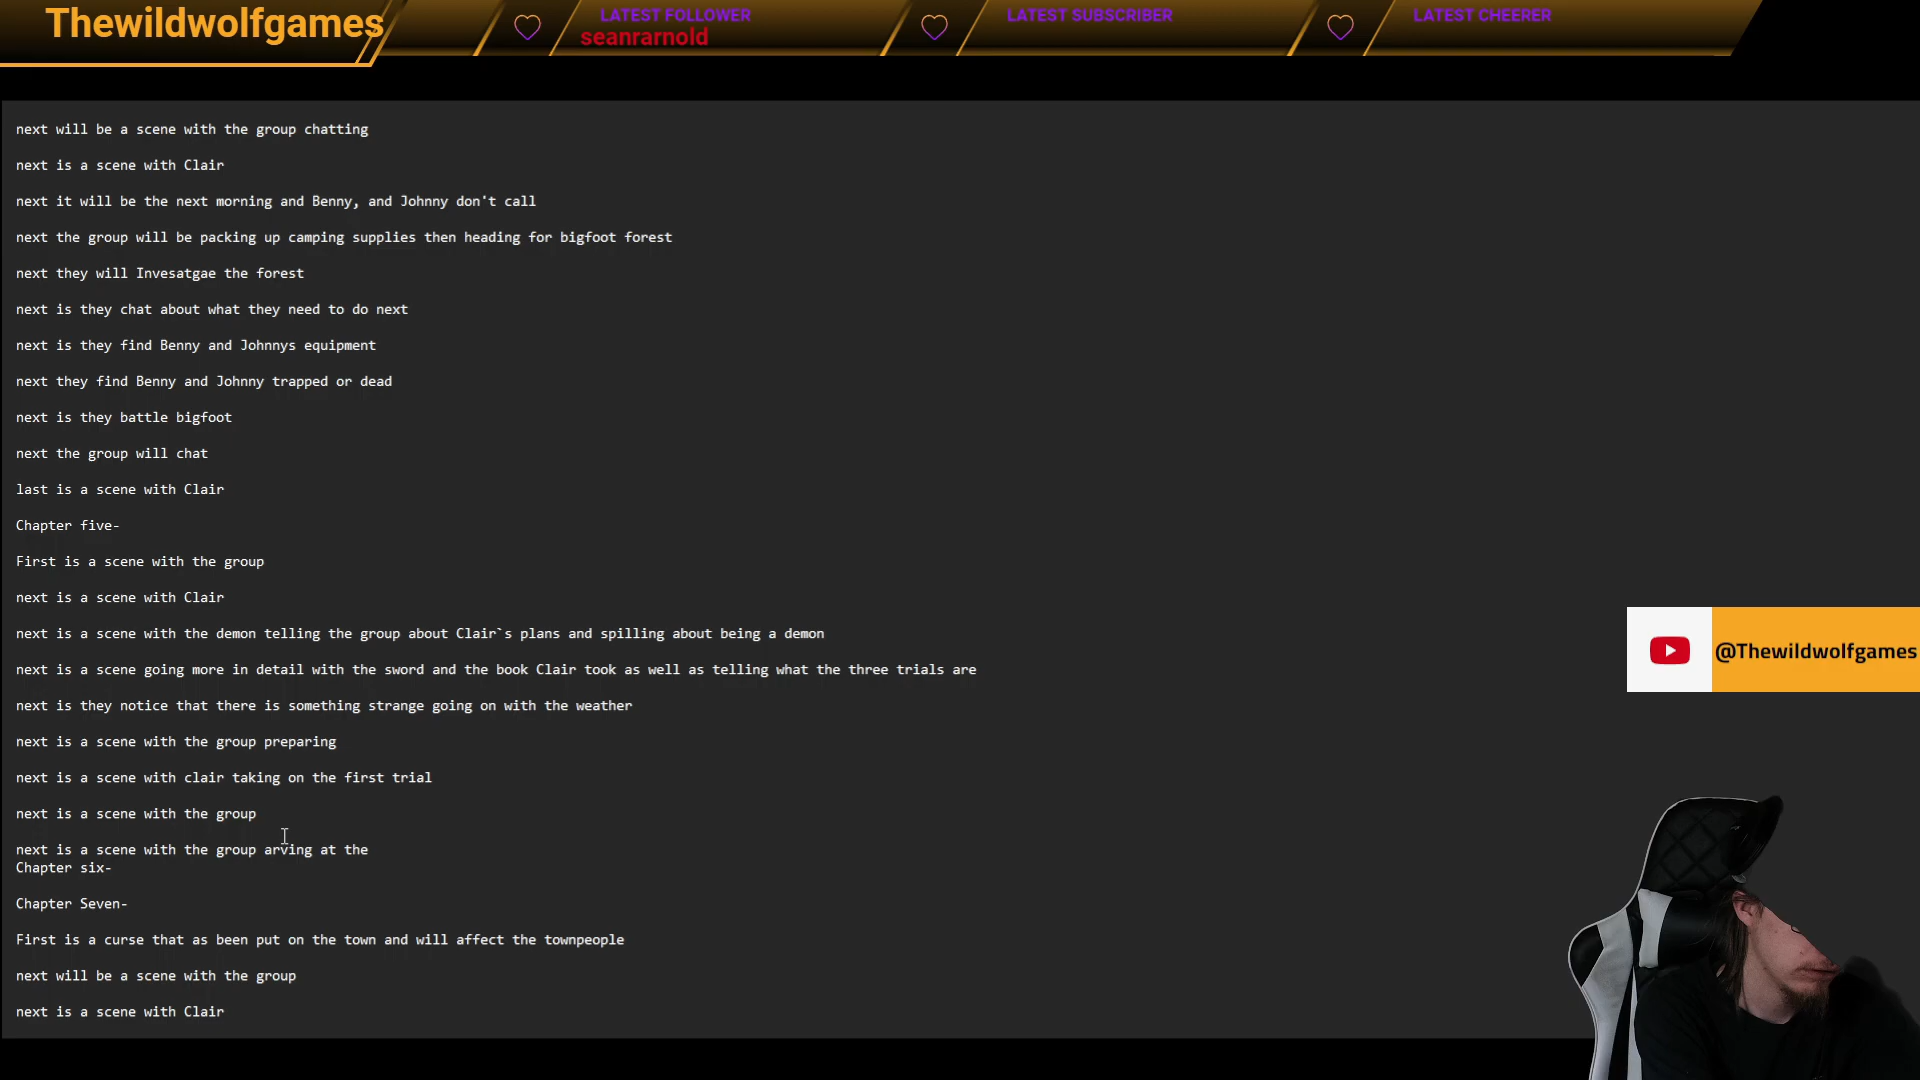 Thewildwolfgames
LATEST FOLLOWER
seanrarnold
LATEST SUBSCRIBER
LATEST CHEERER
next will be a scene with the group chatting
next is a scene with Clair
next it will be the next morning and Benny, and Johnny don't call
next the group will be packing up camping supplies then heading for bigfoot forest
next they will Invesatgae the forest
next is they chat about what they need to do next
next is they find Benny and Johnnys equipment
next they find Benny and Johnny trapped or dead
next is they battle bigfoot
next the group will chat
last is a scene with Clair
Chapter five-
First is a scene with the group
next is a scene with Clair
next is a scene with the demon telling the group about Clair`s plans and spilling about being a demon
next is a scene going more in detail with the sword and the book Clair took as well as telling what the three trials are
next is they notice that there is something strange going on with the weather
next is a scene with the group preparing
next is a scene with clair taking on the first trial
next is a scene with the group
next is a scene with the group arving at the
Chapter six-
Chapter Seven-
First is a curse that as been put on the town and will affect the townpeople
next will be a scene with the group
next is a scene with Clair
@Thewildwolfgames